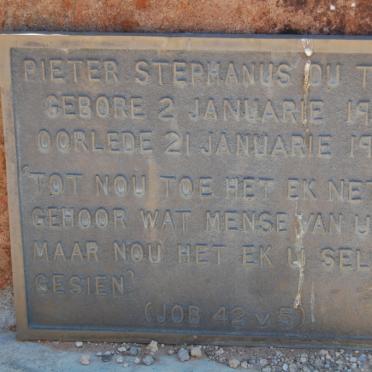 PIETER STEPHANUS DU T
GEBORE 2 JANUARIE 19
OORLEDE 21 JANUARIE 19
'TOT NOU TOE HET EK NET
GEHOOR WAT MENSE VAN U
MAAR NOU HET EK U SEL
GESIEN'
(JOB 42 v 5)